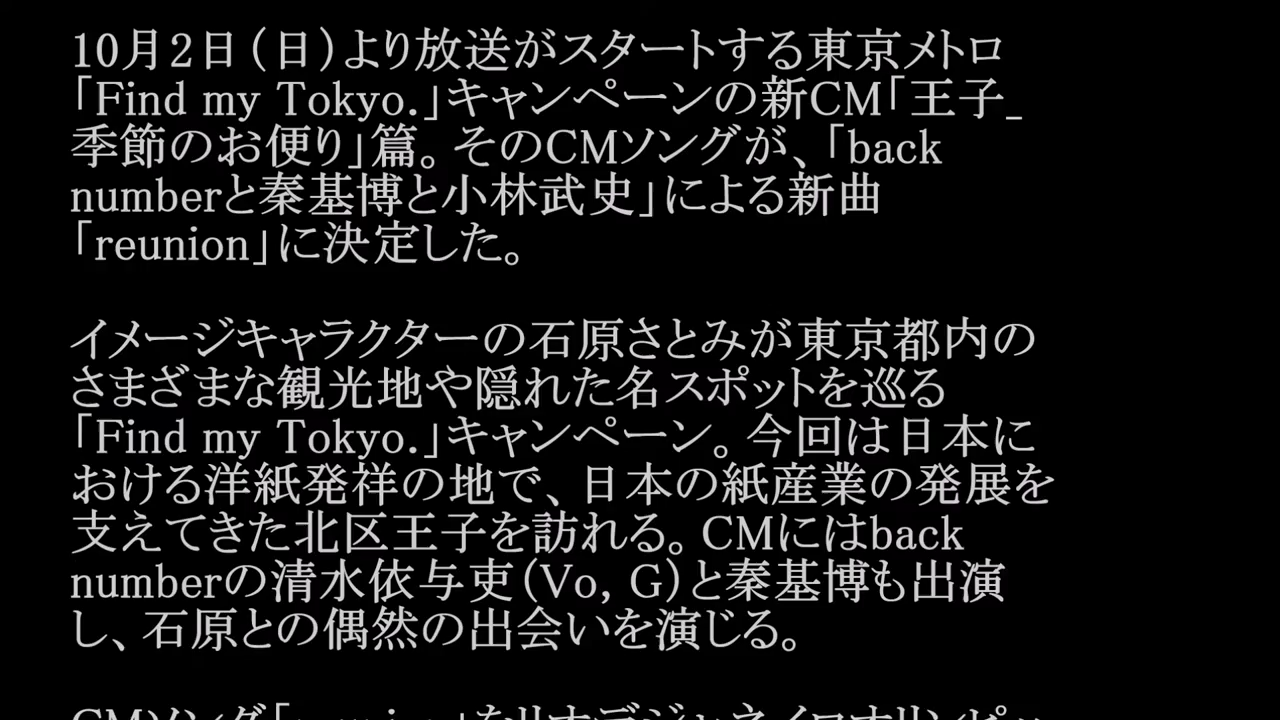 10月2日（日）より放送がスタートする東京メトロ
「Find my Tokyo.」キャンペーンの新CM「王子_
季節のお便り」篇。そのCMソングが、「back
numberと秦基博と小林武史」による新曲
「reunion」に決定した。
イメージキャラクターの石原さとみが東京都内の
さまざまな観光地や隠れた名スポットを巡る
「Find my Tokyo.」キャンペーン。今回は日本に
おける洋紙発祥の地で、日本の紙産業の発展を
支えてきた北区王子を訪れる。CMにはback
numberの清水依与吏（Vo, G）と秦基博も出演
し、石原との偶然の出会いを演じる。
CMソング「reunion」